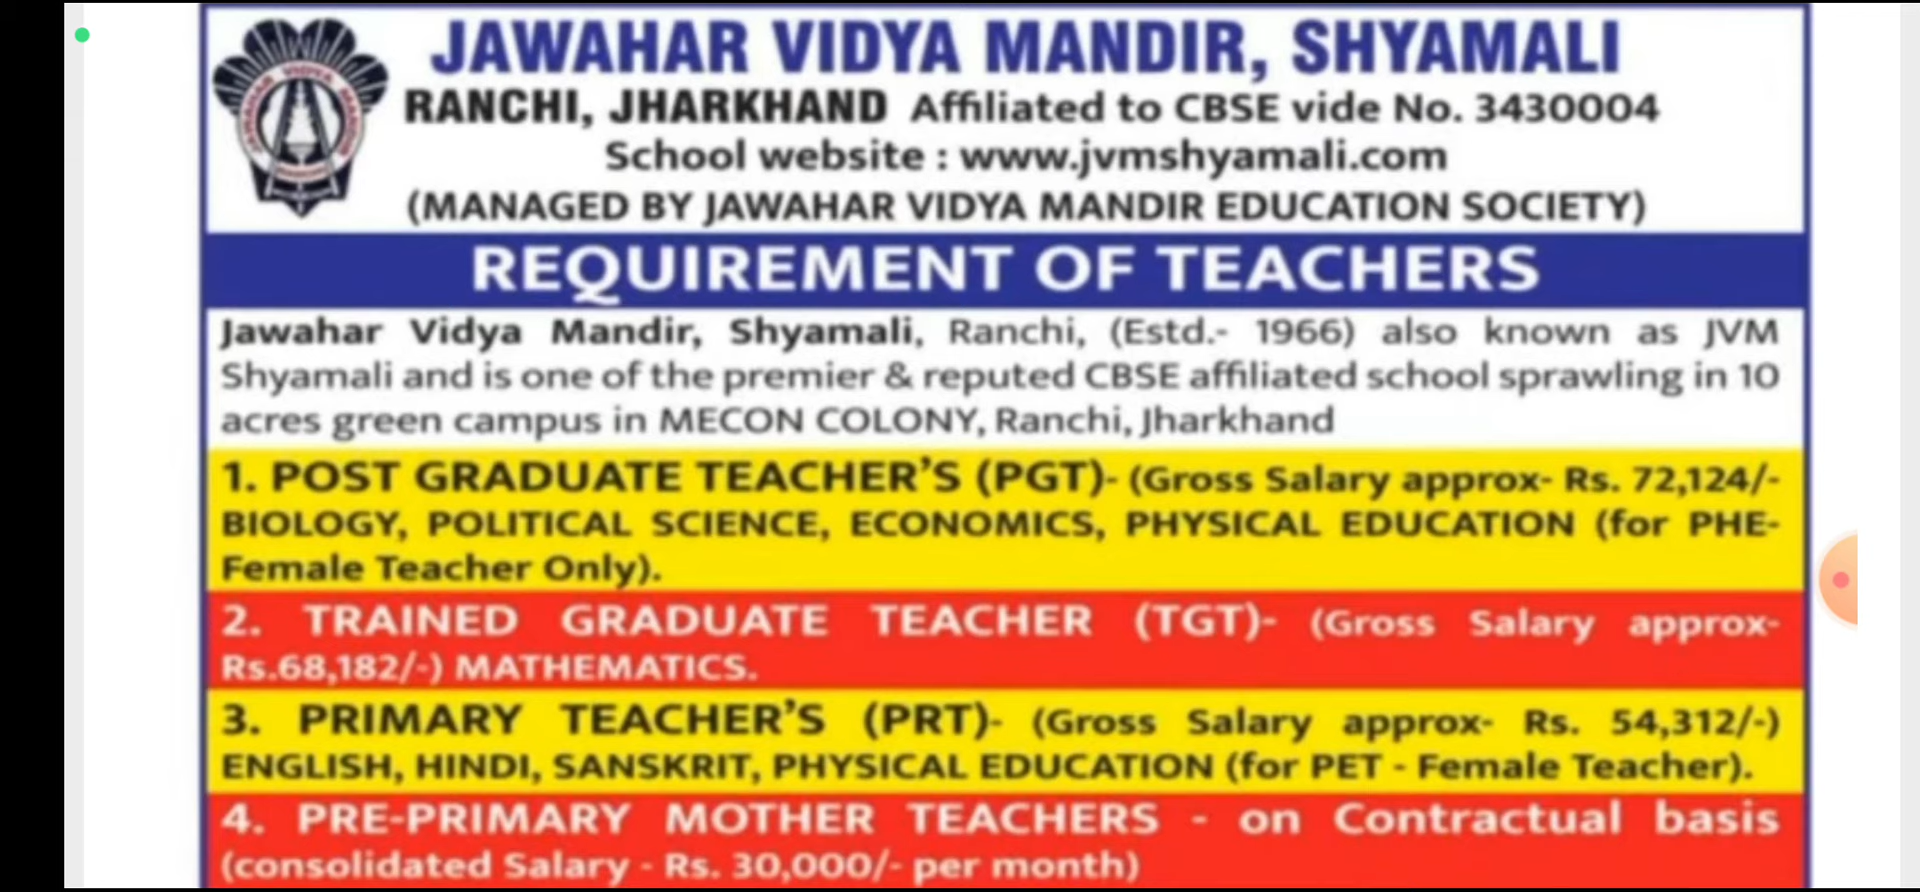 JAWAHAR VIDYA MANDIR, SHYAMALI
RANCHI, JHARKHAND Affiliated to CBSE vide No. 3430004
School website : www.jvmshyamali.com
(MANAGED BY JAWAHAR VIDYA MANDIR EDUCATION SOCIETY)
REQUIREMENT OF TEACHERS
Jawahar Vidya Mandir, Shyamali, Ranchi, (Estd.- 1966) also known as JVM
Shyamali and is one of the premier & reputed CBSE affiliated school sprawling in 10
acres green campus in MECON COLONY, Ranchi, Jharkhand
1. POST GRADUATE TEACHER'S (PGT)- (Gross Salary approx- Rs. 72,124/-
BIOLOGY, POLITICAL SCIENCE, ECONOMICS, PHYSICAL EDUCATION (for PHE-
Female Teacher Only).
2. TRAINED GRADUATE TEACHER (TGT)- (Gross Salary approx-
Rs.68,182/-) MATHEMATICS.
3. PRIMARY TEACHER'S (PRT)- (Gross Salary approx- Rs. 54,312/-)
ENGLISH, HINDI, SANSKRIT, PHYSICAL EDUCATION (for PET - Female Teacher).
4. PRE-PRIMARY MOTHER TEACHERS - on Contractual basis
(consolidated Salary - Rs. 30,000/- per month)
JAWAHAR VIDYA MANDIR